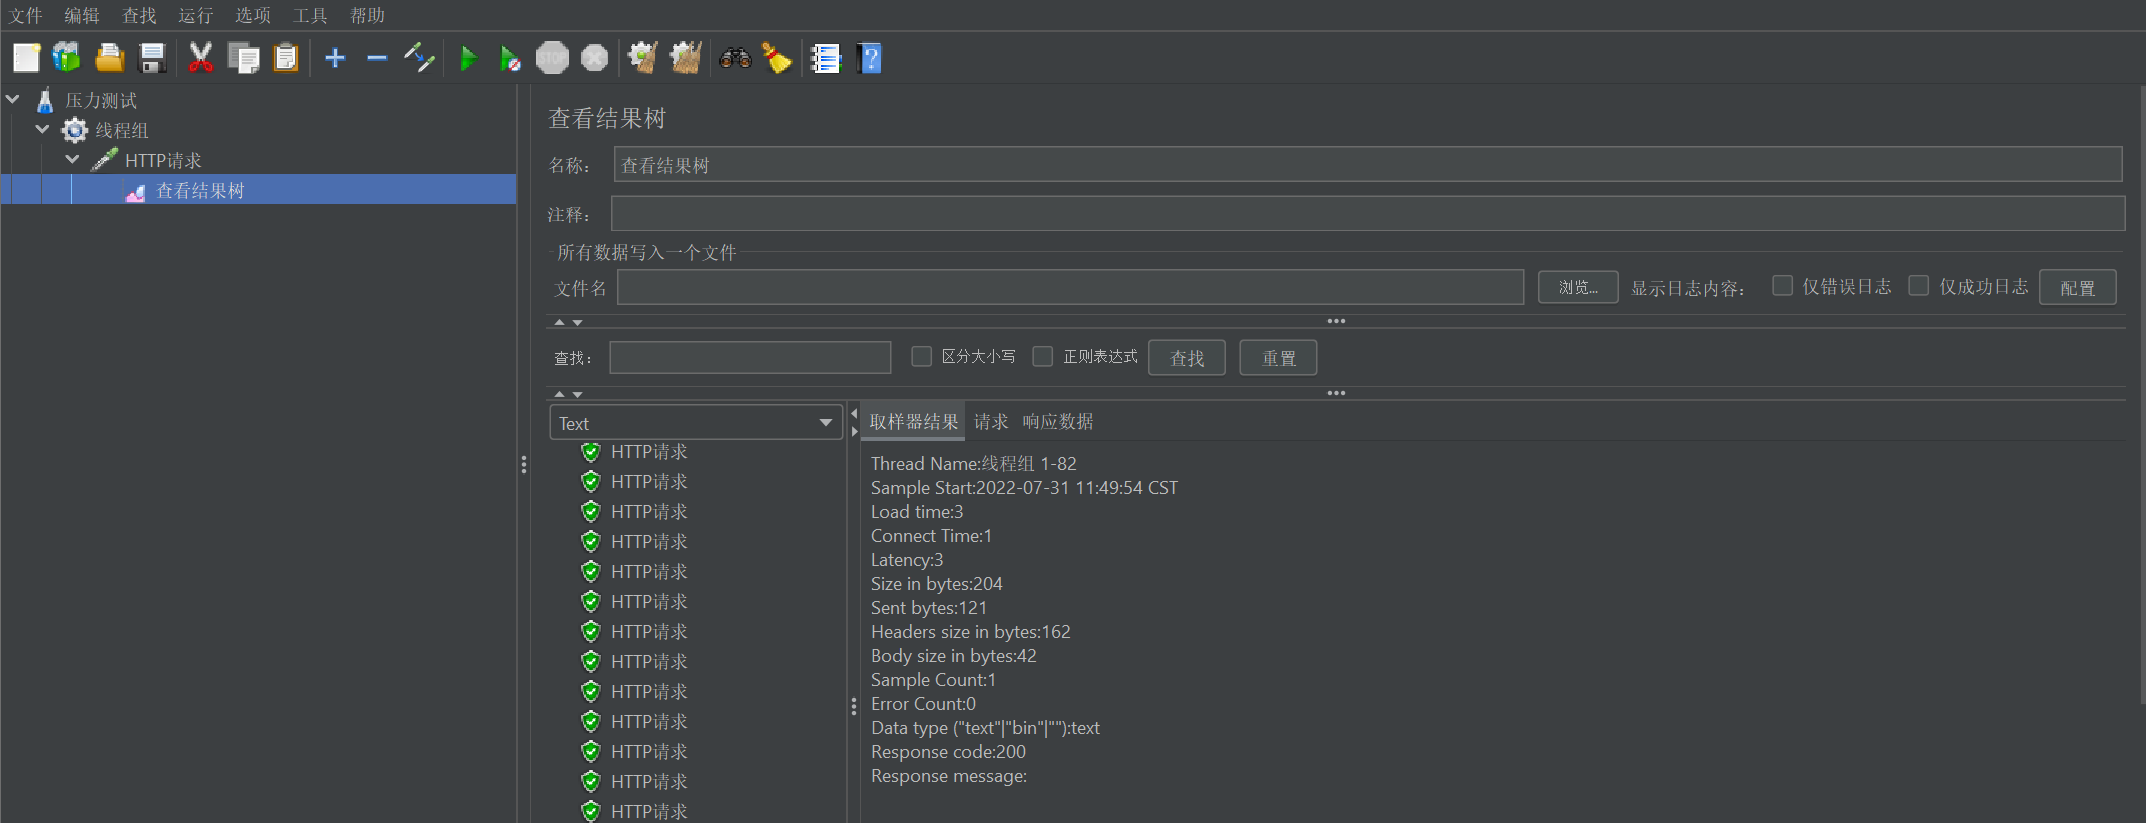 文件 编辑 查找 运行 选项 工具 帮助
STOP
压力测试
线程组
HTTP请求
查看结果树
查看结果树
名称： 查看结果树
注释：
所有数据写入一个文件
文件名 浏览... 显示日志内容： 仅错误日志 仅成功日志 配置
查找： 区分大小写 正则表达式 查找 重置
Text
HTTP请求
HTTP请求
HTTP请求
HTTP请求
HTTP请求
HTTP请求
HTTP请求
HTTP请求
HTTP请求
HTTP请求
HTTP请求
HTTP请求
HTTP请求
取样器结果 请求 响应数据
Thread Name:线程组 1-82
Sample Start:2022-07-31 11:49:54 CST
Load time:3
Connect Time:1
Latency:3
Size in bytes:204
Sent bytes:121
Headers size in bytes:162
Body size in bytes:42
Sample Count:1
Error Count:0
Data type ("text"|"bin"|""):text
Response code:200
Response message: